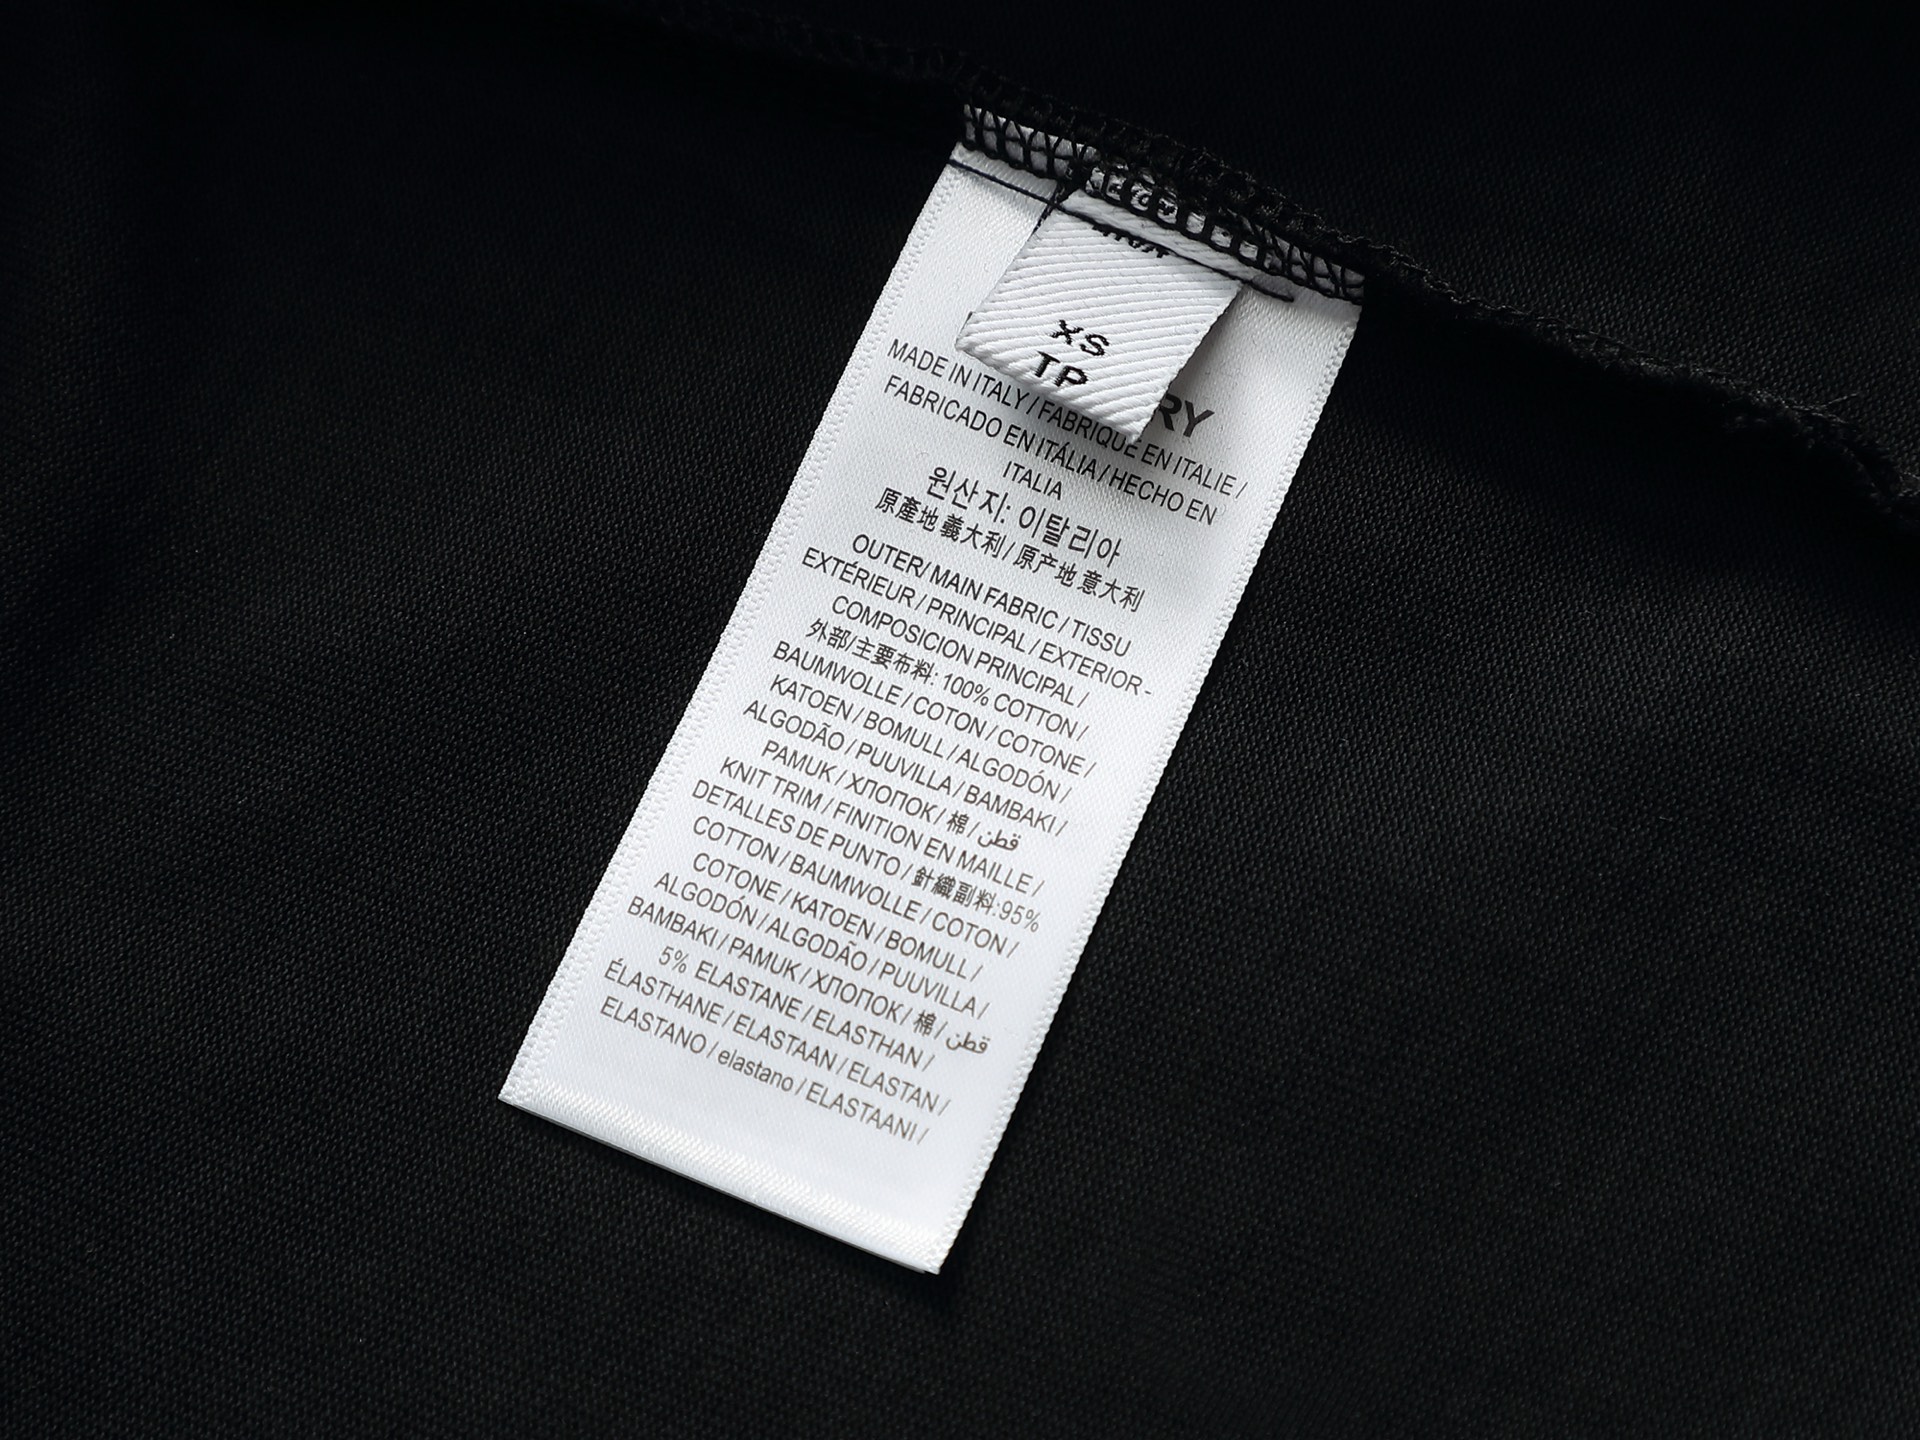 XS
TP
RY
MADE IN ITALY / FABRIQUE EN ITALIE /
FABRICADO EN ITÁLIA / HECHO EN
ITALIA
원산지: 이탈리아
原產地 義大利 / 原产地 意大利
OUTER/ MAIN FABRIC / TISSU
EXTÉRIEUR / PRINCIPAL / EXTERIOR -
COMPOSICION PRINCIPAL /
外部/主要布料: 100% COTTON /
BAUMWOLLE / COTON / COTONE /
KATOEN / BOMULL / ALGODÓN /
ALGODÃO / PUUVILLA / BAMBAKI /
PAMUK / ХЛОПОК / 棉 / قطن
KNIT TRIM / FINITION EN MAILLE /
DETALLES DE PUNTO / 針織副料:95%
COTTON / BAUMWOLLE / COTON /
COTONE / KATOEN / BOMULL /
ALGODÓN / ALGODÃO / PUUVILLA /
BAMBAKI / PAMUK / ХЛОПОК / 棉 / قطن
5% ELASTANE / ELASTHAN /
ÉLASTHANE / ELASTAAN / ELASTAN /
ELASTANO / elastano / ELASTAANI /